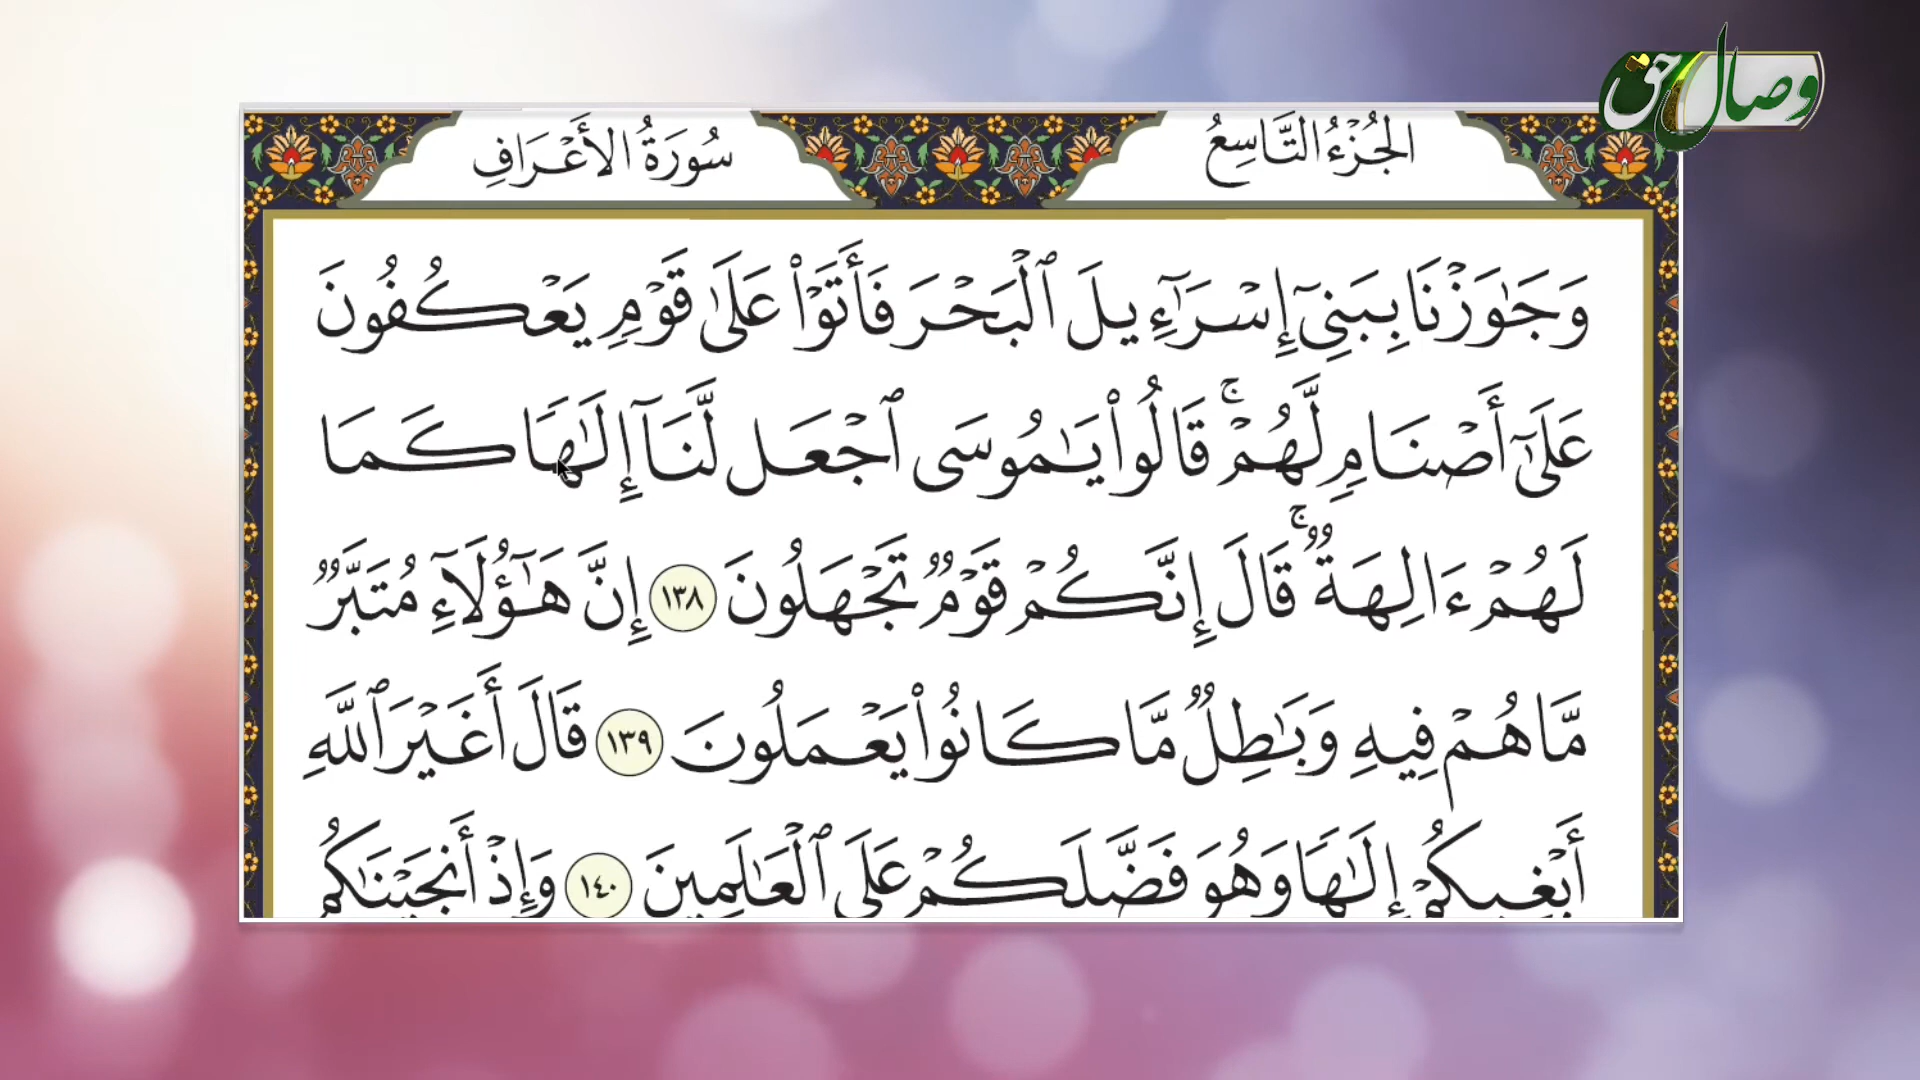 وصال حق
الجُزْءُ التَّاسِعُ
سُورَةُ الأَعْرَافِ
وَجَٰوَزْنَا بِبَنِىٓ إِسْرَٰٓءِيلَ ٱلْبَحْرَ فَأَتَوْا۟ عَلَىٰ قَوْمٍ يَعْكُفُونَ
عَلَىٰٓ أَصْنَامٍ لَّهُمْ ۚ قَالُوا۟ يَٰمُوسَى ٱجْعَل لَّنَآ إِلَٰهًا كَمَا
لَهُمْ ءَالِهَةٌ ۚ قَالَ إِنَّكُمْ قَوْمٌ تَجْهَلُونَ ١٣٨ إِنَّ هَٰٓؤُلَآءِ مُتَبَّرٌ
مَّا هُمْ فِيهِ وَبَٰطِلٌ مَّا كَانُوا۟ يَعْمَلُونَ ١٣٩ قَالَ أَغَيْرَ ٱللَّهِ
أَبْغِيكُمْ إِلَٰهًا وَهُوَ فَضَّلَكُمْ عَلَى ٱلْعَٰلَمِينَ ١٤٠ وَإِذْ أَنجَيْنَٰكُم